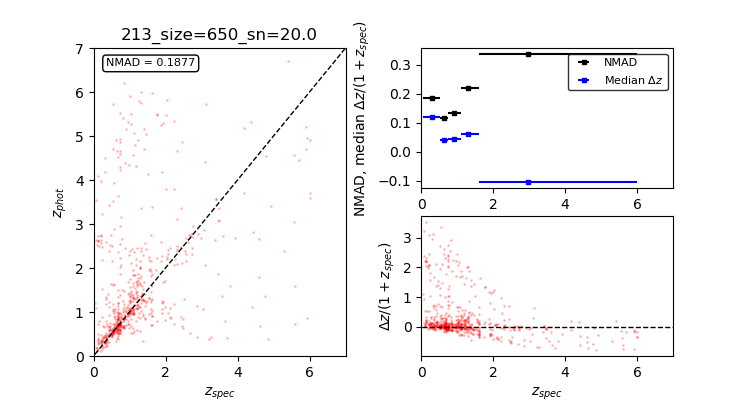 213_size=650_sn=20.0
NMAD = 0.1877
7
6
5
4
3
2
1
0
z_phot
0 2 4 6
z_spec
NMAD, median Δz/(1 + z_spec)
NMAD
Median Δz
0.3
0.2
0.1
0.0
−0.1
0 2 4 6
Δz/(1 + z_spec)
3
2
1
0
0 2 4 6
z_spec